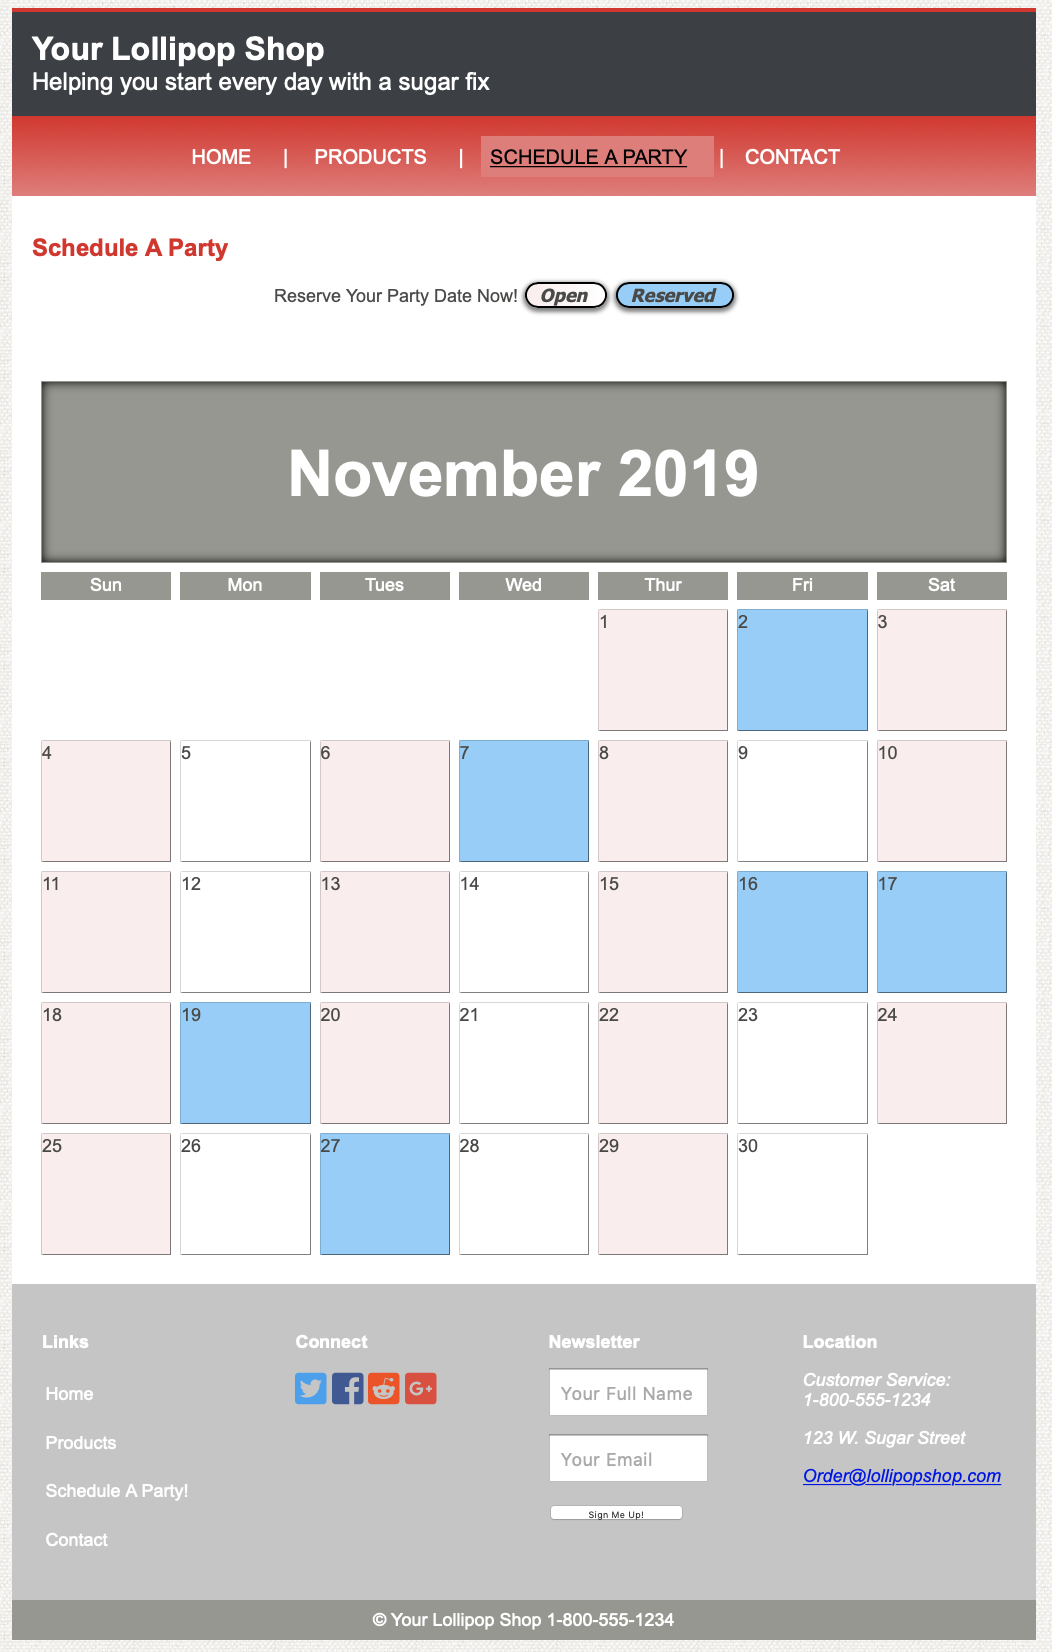 Your Lollipop Shop
Helping you start every day with a sugar fix
HOME | PRODUCTS | SCHEDULE A PARTY | CONTACT
Schedule A Party
Reserve Your Party Date Now! Open Reserved
November 2019
Sun Mon Tues Wed Thur Fri Sat
1 2 3
4 5 6 7 8 9 10
11 12 13 14 15 16 17
18 19 20 21 22 23 24
25 26 27 28 29 30
Links
Home
Products
Schedule A Party!
Contact
Connect
Newsletter
Your Full Name
Your Email
Sign Me Up!
Location
Customer Service:
1-800-555-1234
123 W. Sugar Street
Order@lollipopshop.com
© Your Lollipop Shop 1-800-555-1234